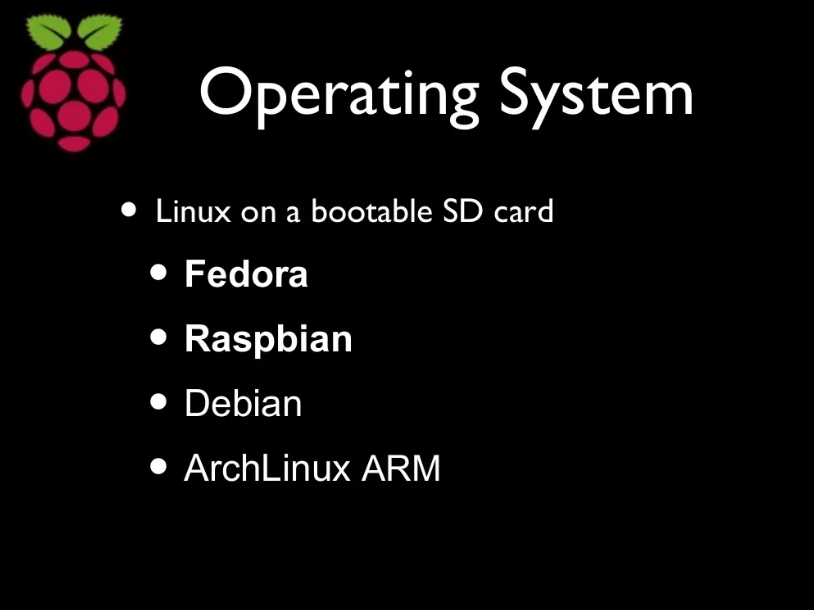 Operating System
• Linux on a bootable SD card
• Fedora
• Raspbian
• Debian
• ArchLinux ARM